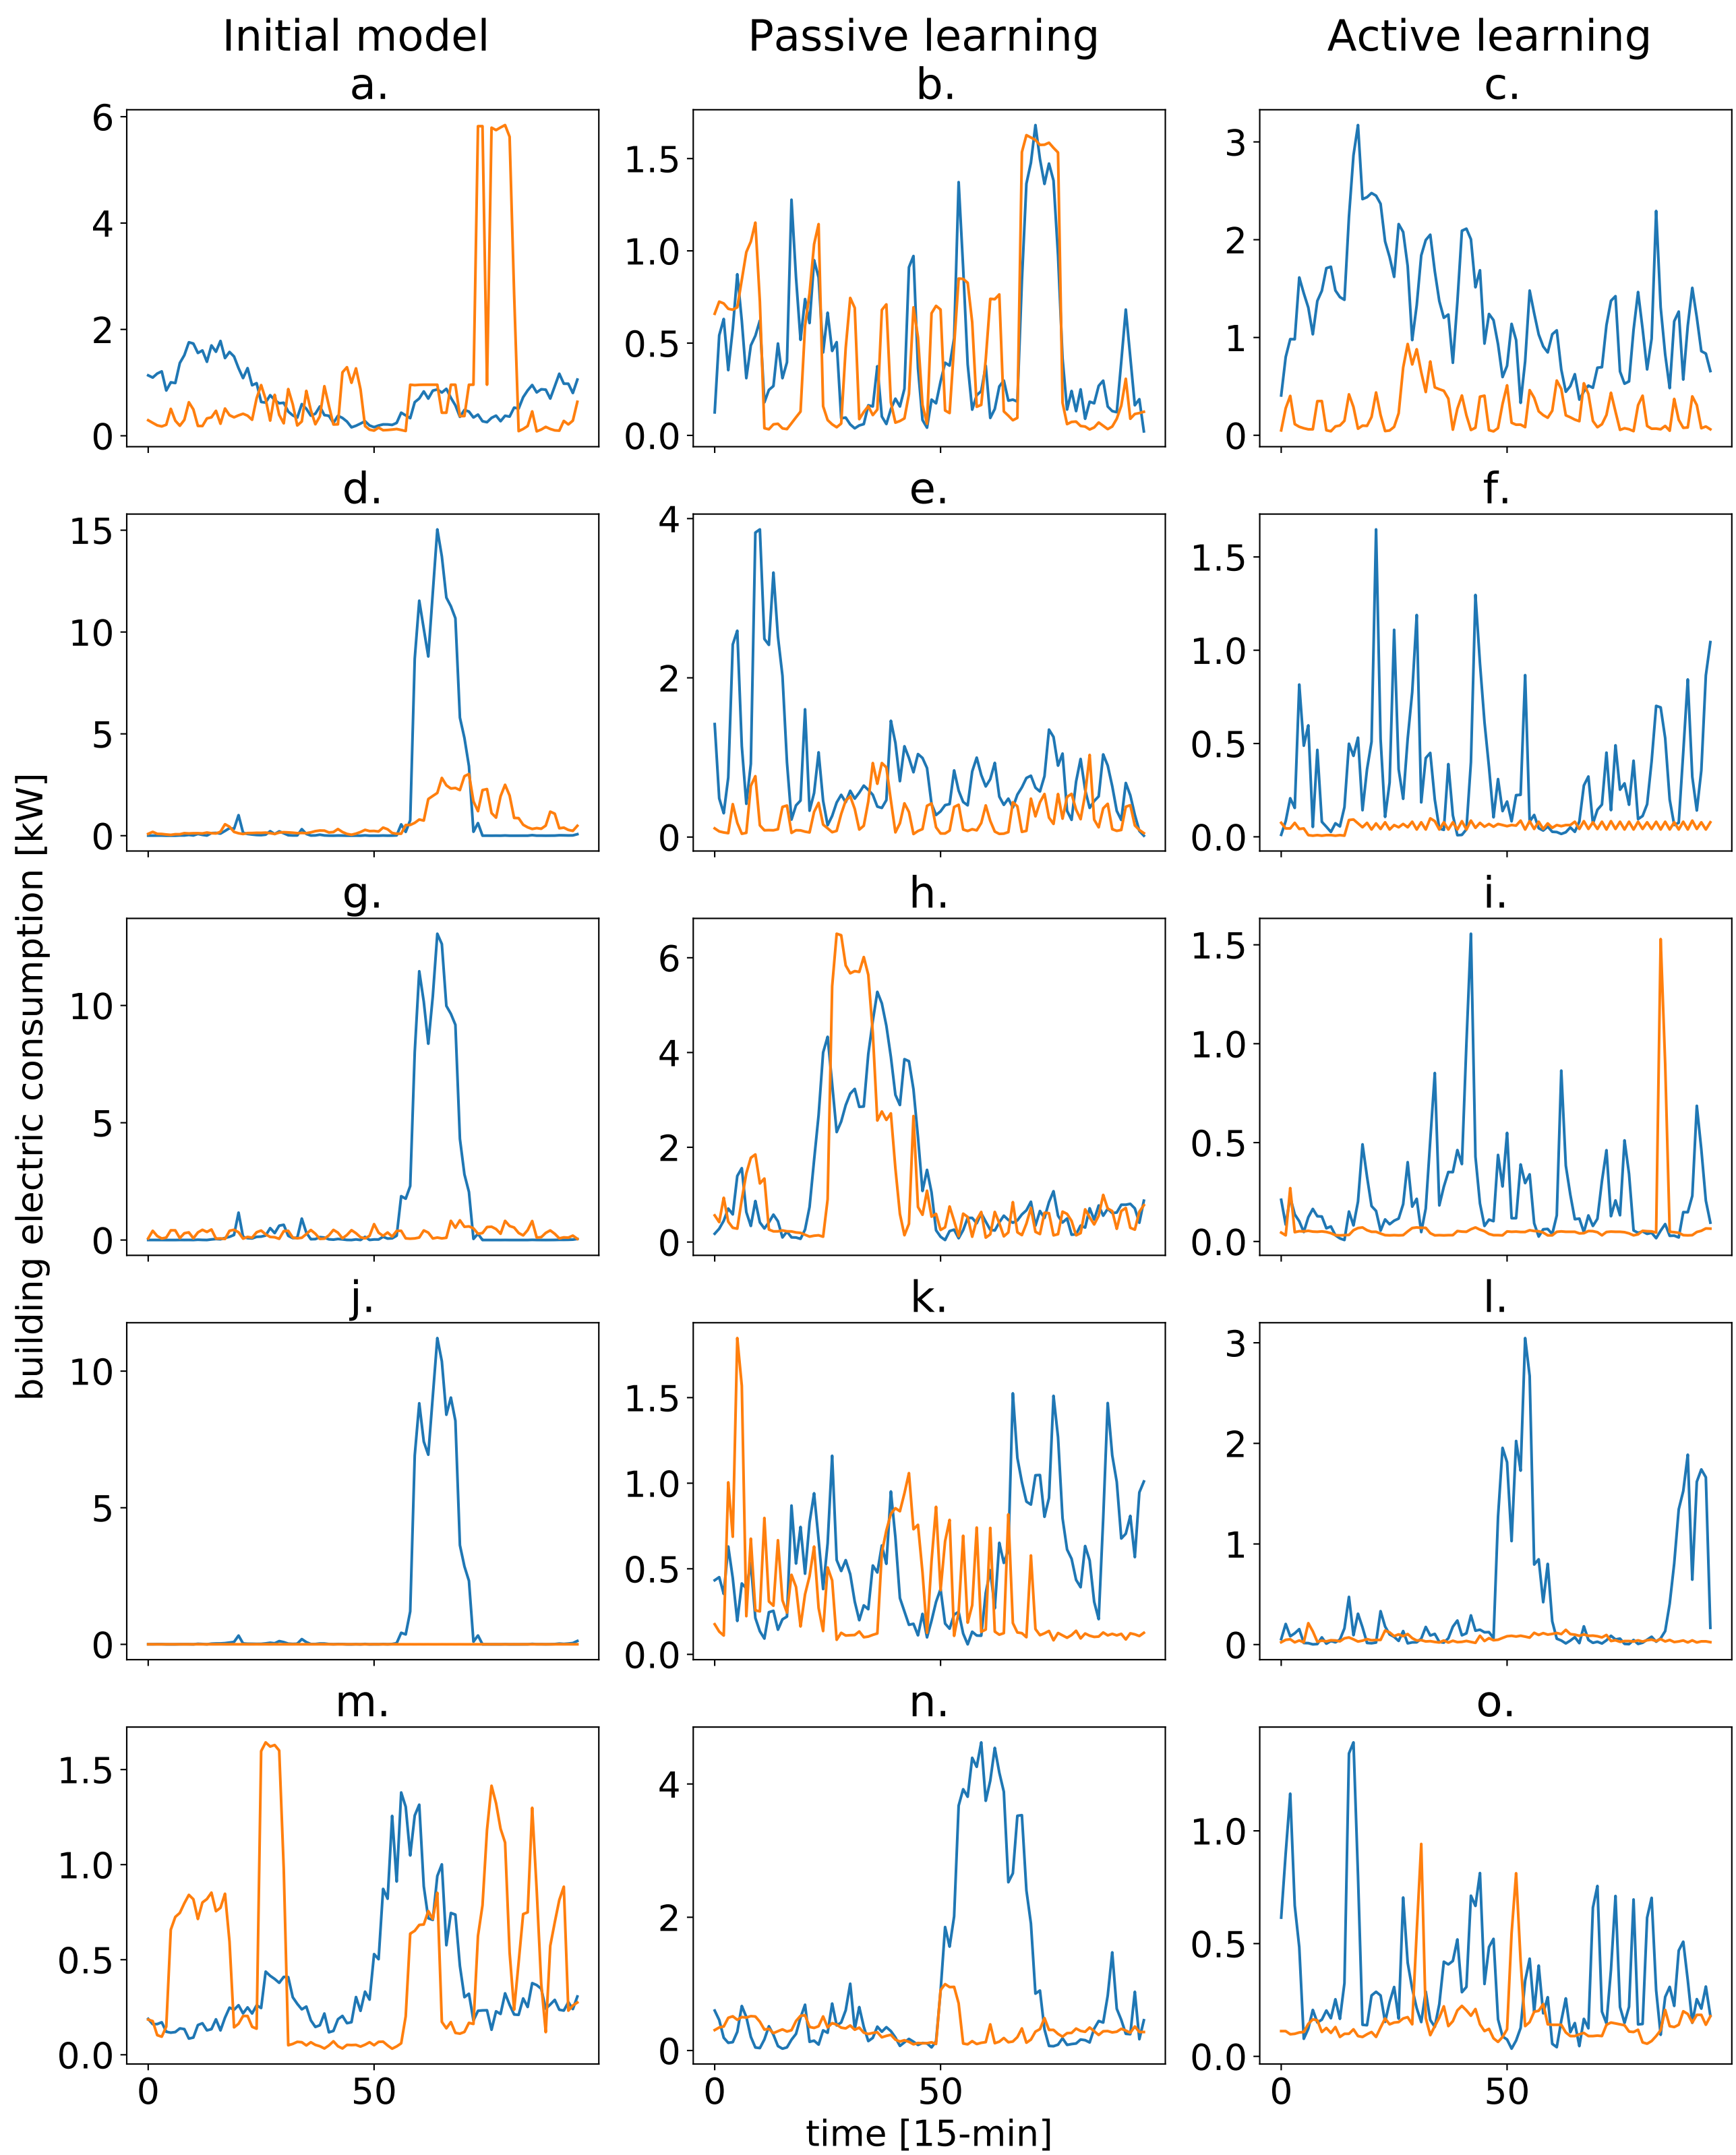 Initial model
Passive learning
Active learning
a.
b.
c.
6
4
2
0
1.5
1.0
0.5
0.0
3
2
1
0
d.
e.
f.
15
10
5
0
4
2
0
1.5
1.0
0.5
0.0
g.
h.
i.
10
5
0
6
4
2
0
1.5
1.0
0.5
0.0
j.
k.
l.
10
5
0
1.5
1.0
0.5
0.0
3
2
1
0
m.
n.
o.
1.5
1.0
0.5
0.0
4
2
0
1.0
0.5
0.0
0 50
0 50
0 50
building electric consumption [kW]
time [15-min]